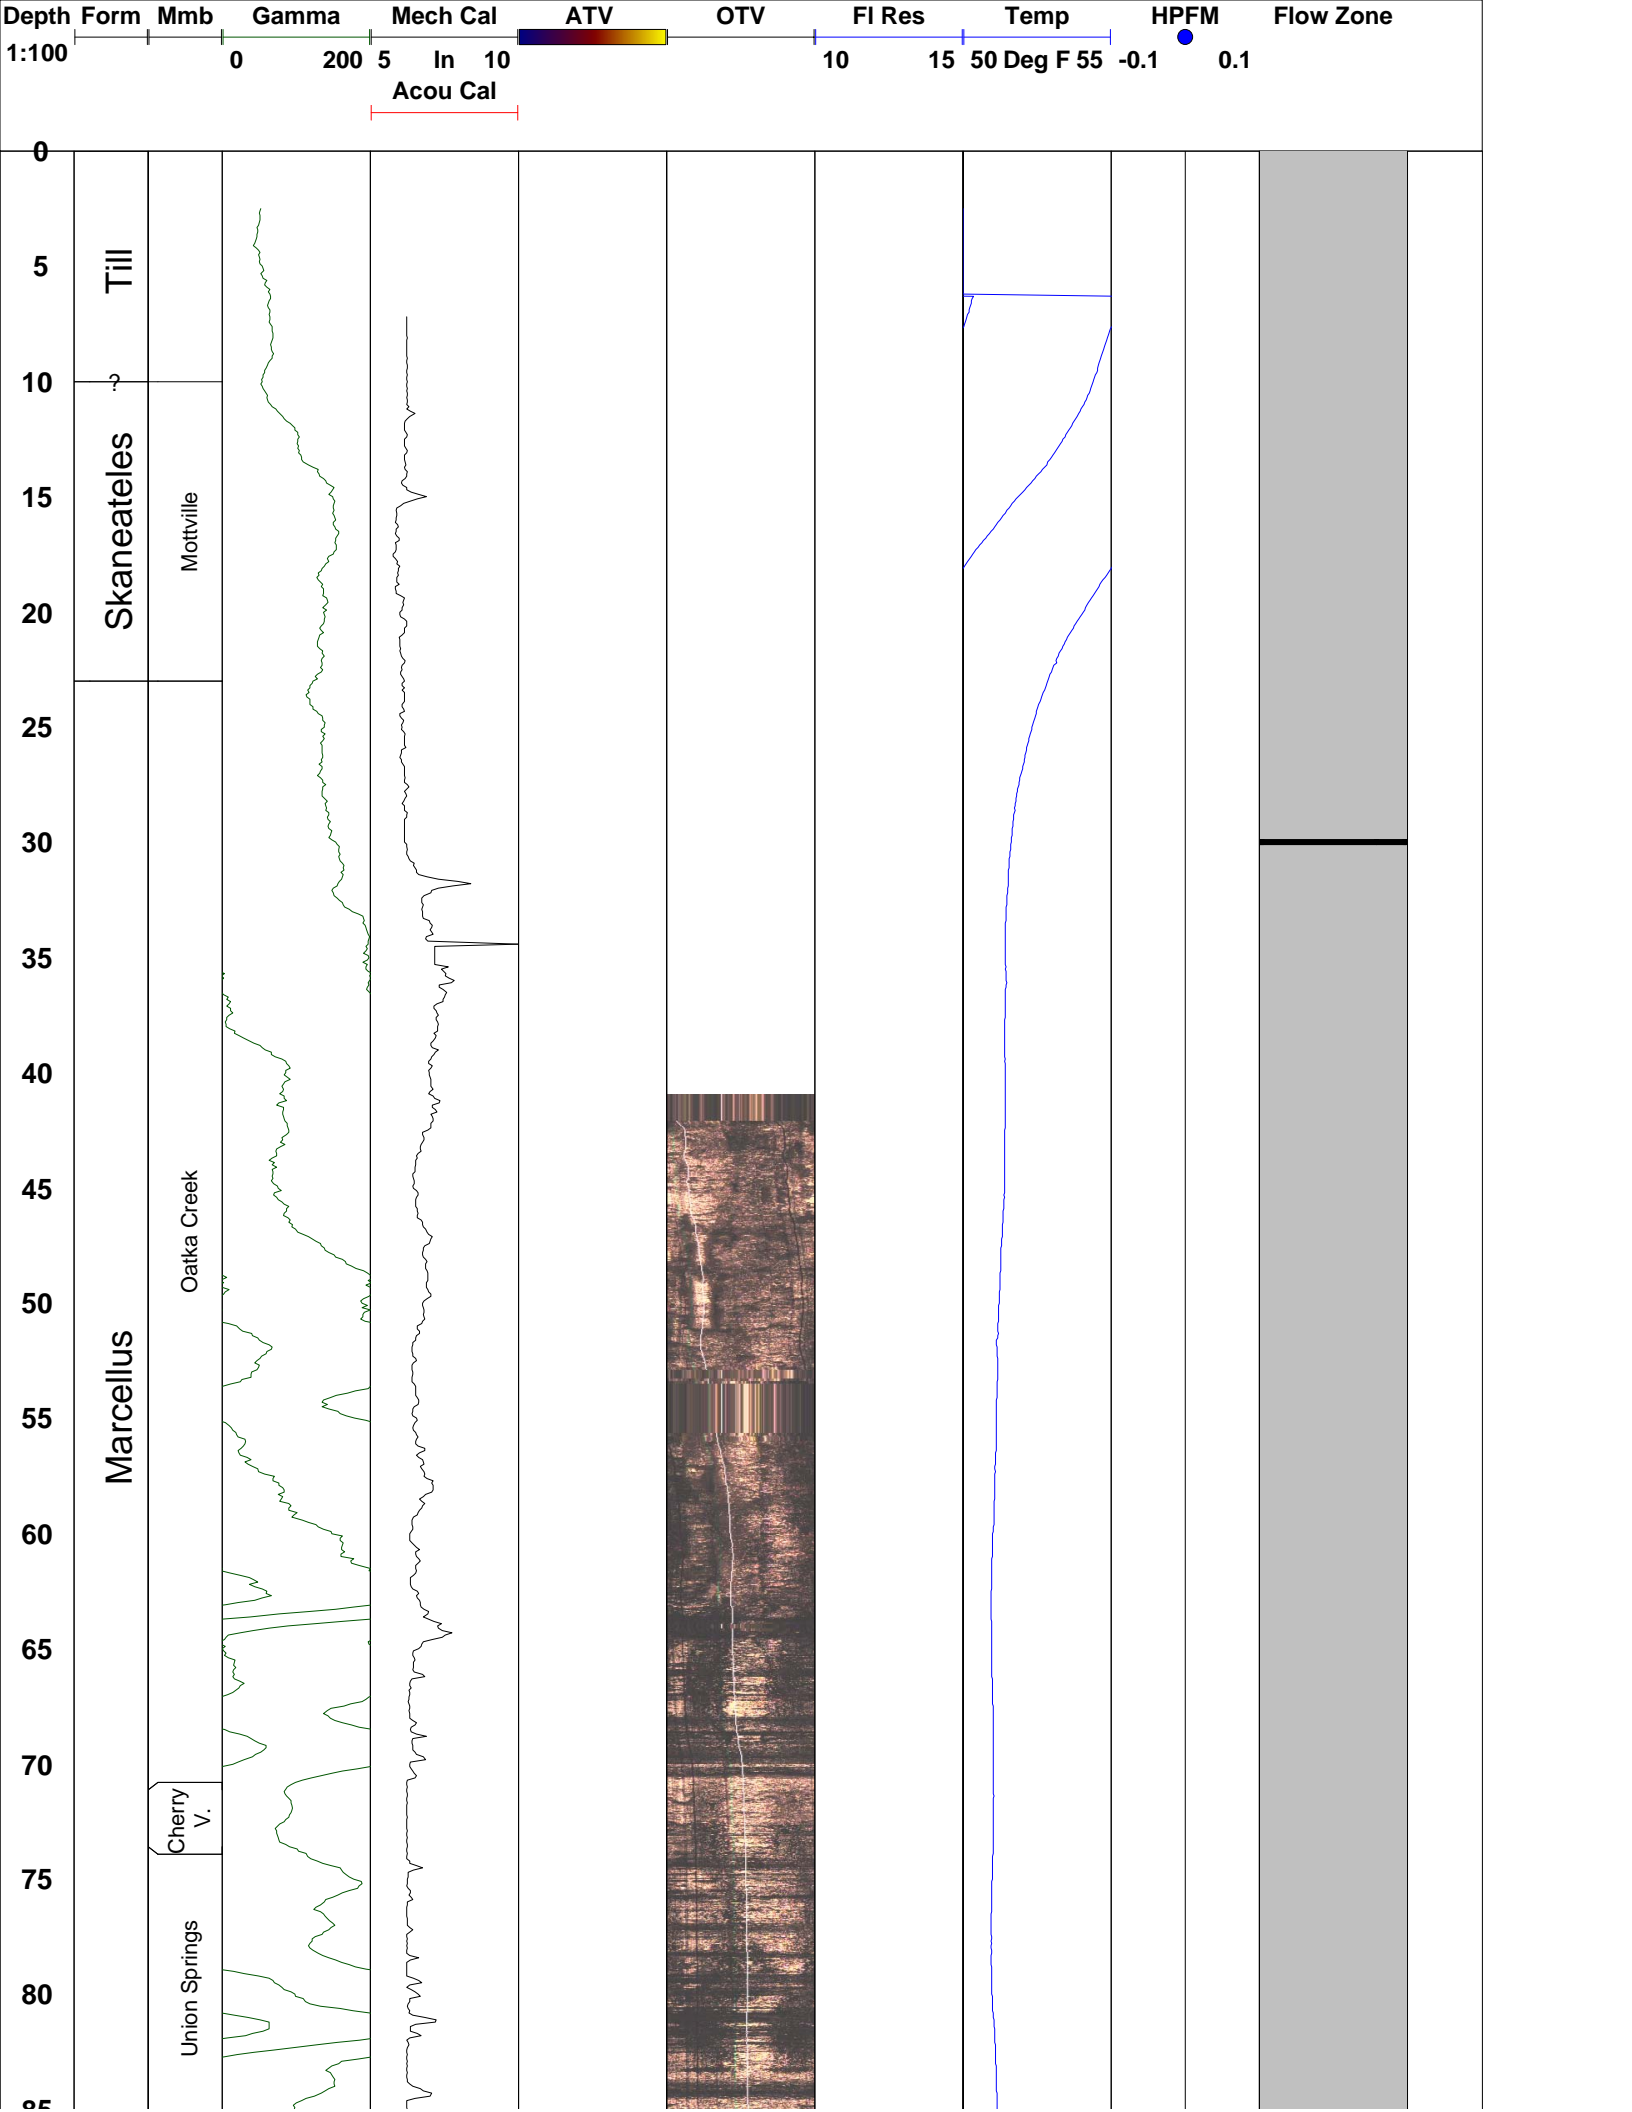 Depth Form Mmb Gamma Mech Cal ATV OTV Fl Res Temp HPFM Flow Zone
1:100 0 200 5 In 10 10 15 50 Deg F 55 -0.1 0.1
Acou Cal
0
5
Till
10
?
Skaneateles
15
Mottville
20
25
30
35
40
45
Oatka Creek
50
Marcellus
55
60
65
70
Cherry
V.
75
Union Springs
80
85